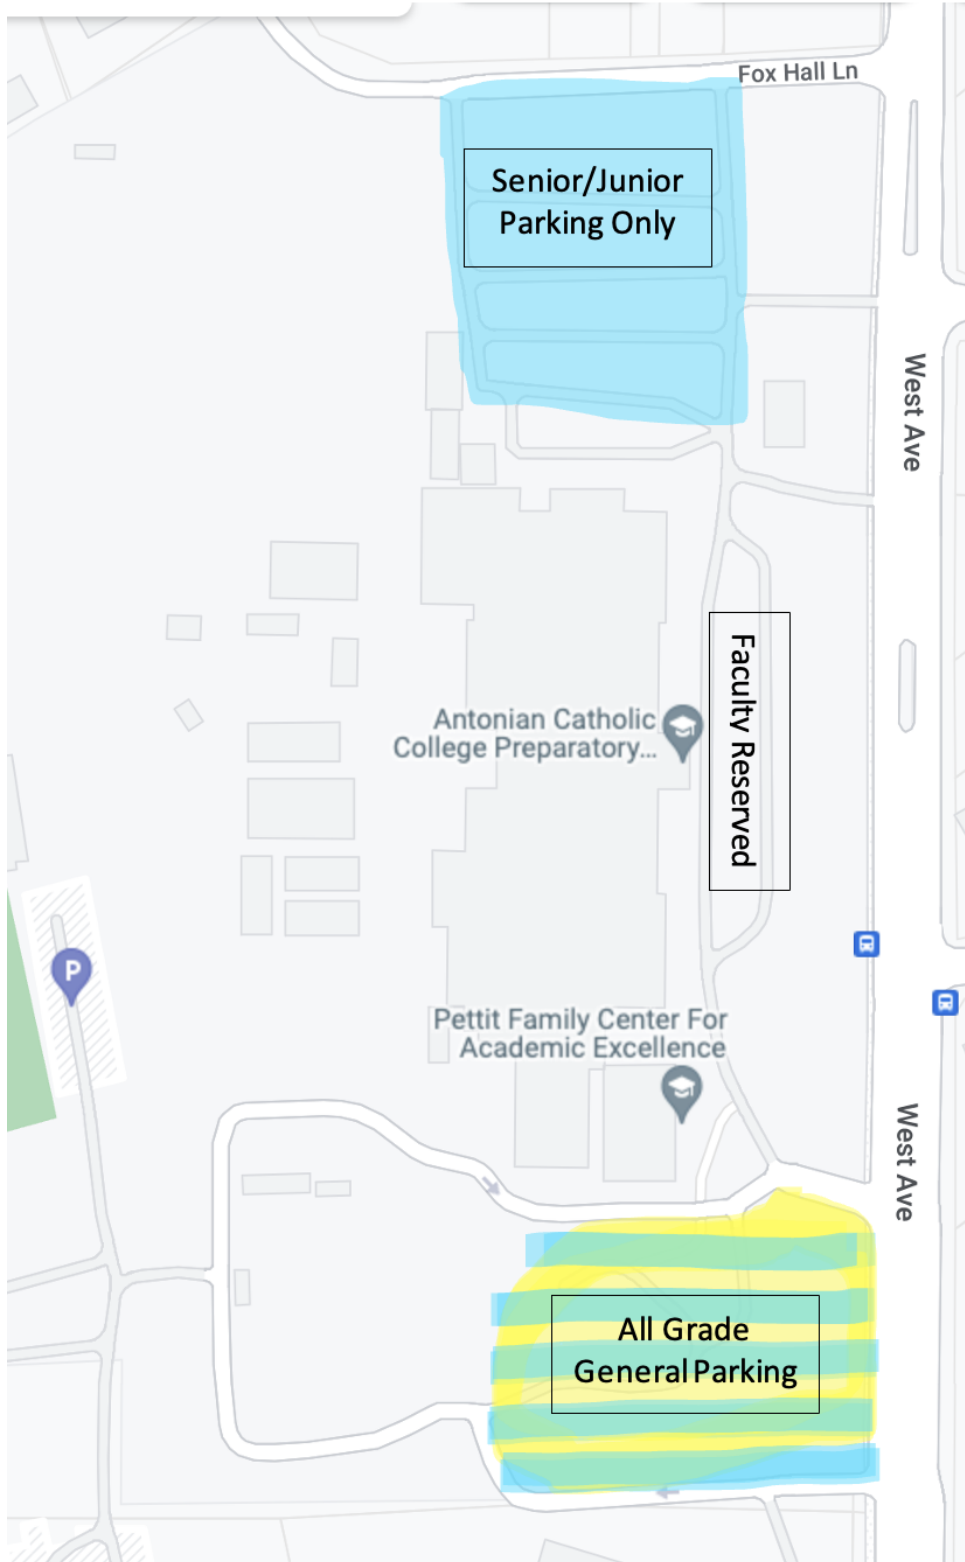 Fox Hall Ln
Senior/Junior
Parking Only
West Ave
Faculty Reserved
Antonian Catholic
College Preparatory...
P
Pettit Family Center For
Academic Excellence
West Ave
All Grade
General Parking